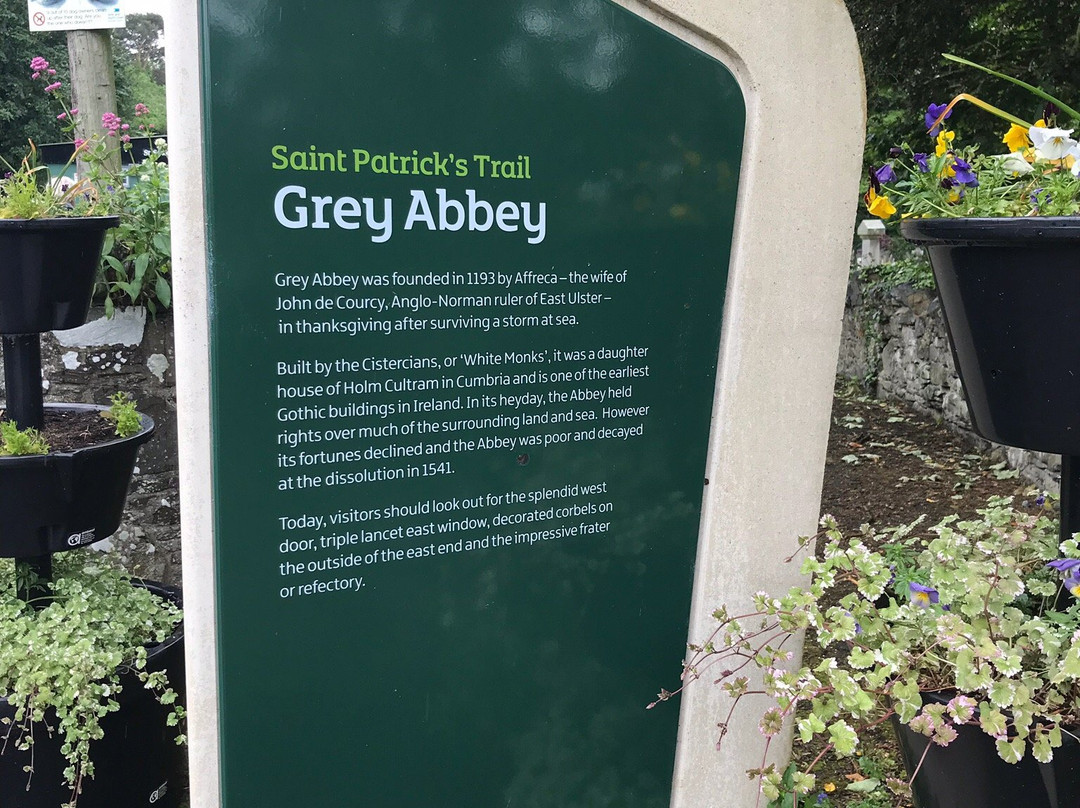 Saint Patrick's Trail
Grey Abbey
Grey Abbey was founded in 1193 by Affreca – the wife of
John de Courcy, Anglo-Norman ruler of East Ulster –
in thanksgiving after surviving a storm at sea.
Built by the Cistercians, or 'White Monks', it was a daughter
house of Holm Cultram in Cumbria and is one of the earliest
Gothic buildings in Ireland. In its heyday, the Abbey held
rights over much of the surrounding land and sea. However
its fortunes declined and the Abbey was poor and decayed
at the dissolution in 1541.
Today, visitors should look out for the splendid west
door, triple lancet east window, decorated corbels on
the outside of the east end and the impressive frater
or refectory.